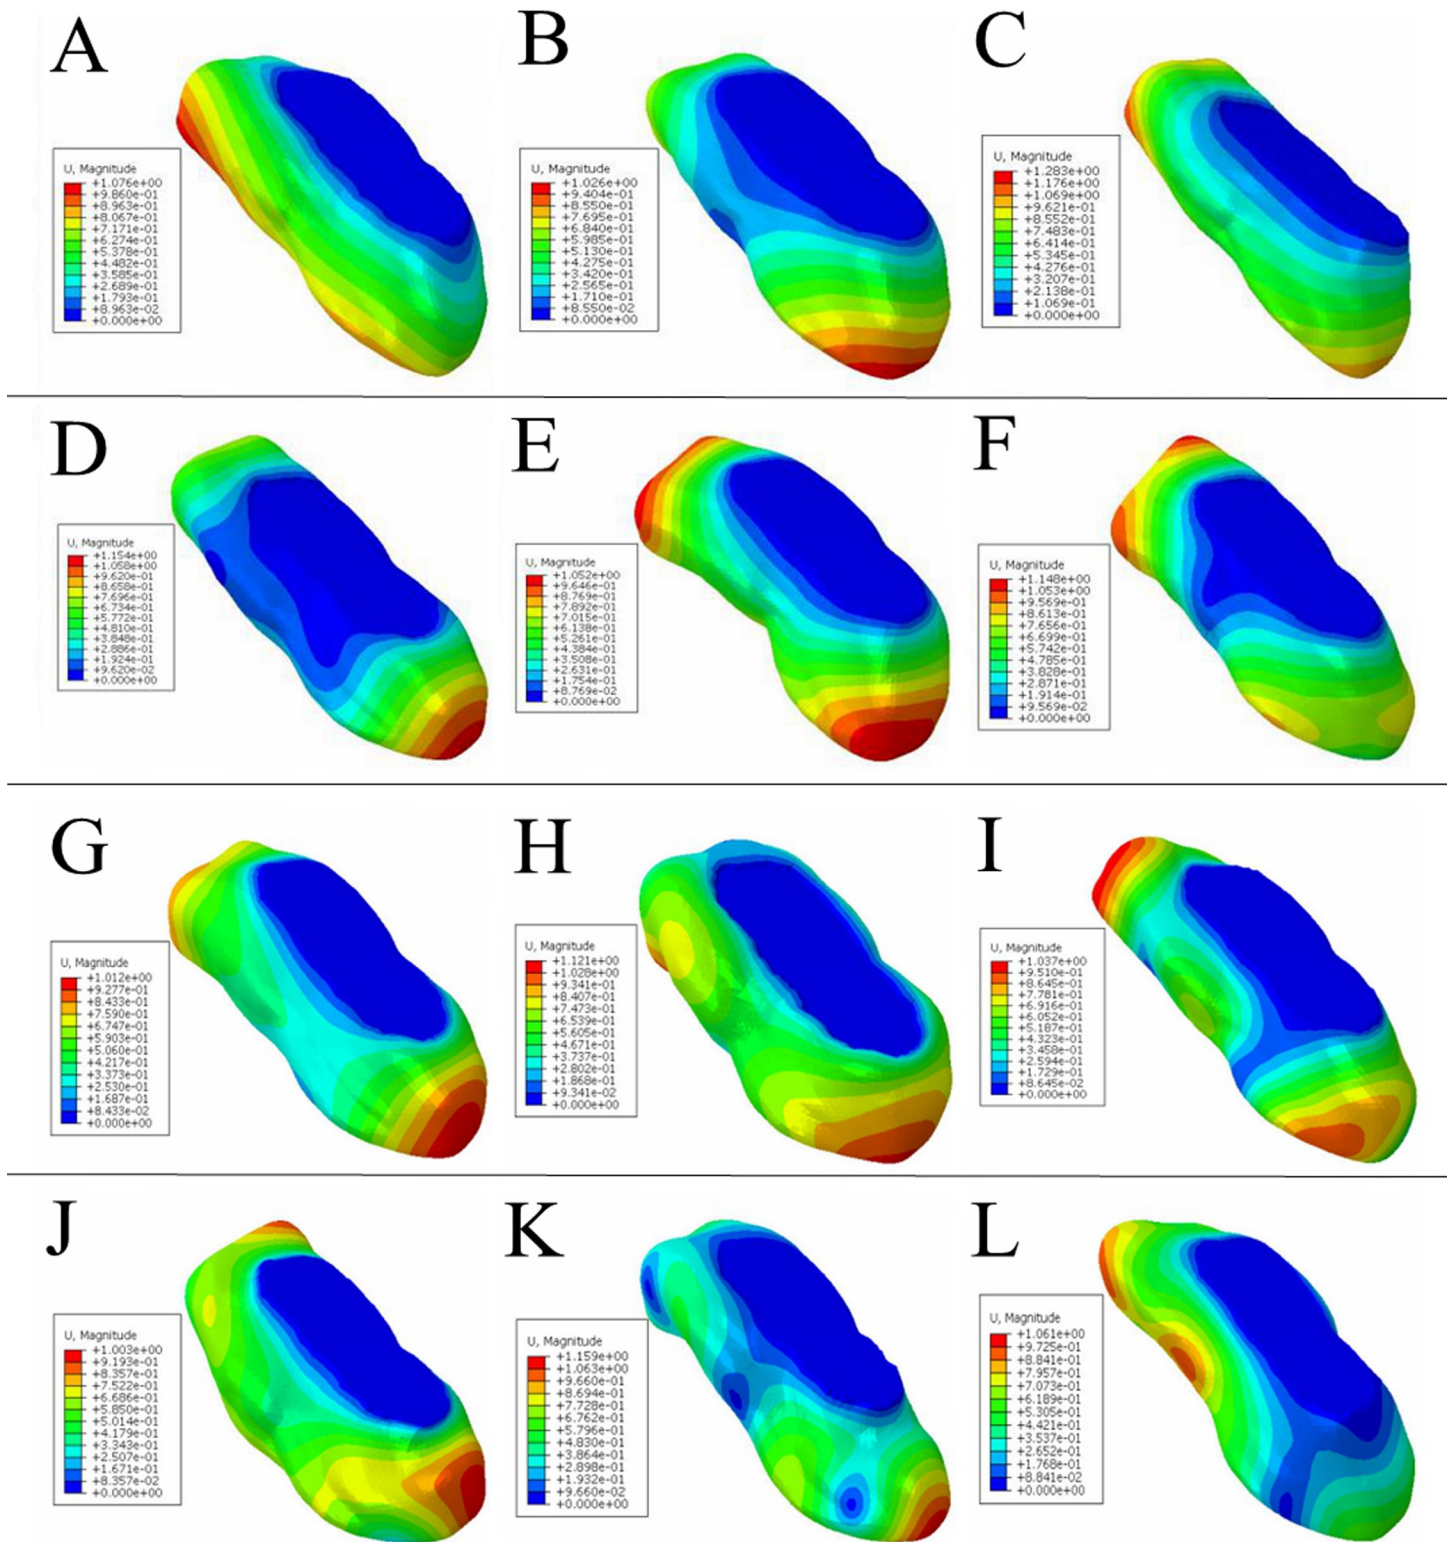 A
U, Magnitude
+1.076e+00
+9.860e-01
+8.963e-01
+8.067e-01
+7.171e-01
+6.274e-01
+5.378e-01
+4.482e-01
+3.585e-01
+2.689e-01
+1.793e-01
+8.963e-02
+0.000e+00
B
U, Magnitude
+1.026e+00
+9.404e-01
+8.550e-01
+7.695e-01
+6.840e-01
+5.985e-01
+5.130e-01
+4.275e-01
+3.420e-01
+2.565e-01
+1.710e-01
+8.550e-02
+0.000e+00
C
U, Magnitude
+1.283e+00
+1.176e+00
+1.069e+00
+9.621e-01
+8.552e-01
+7.483e-01
+6.414e-01
+5.345e-01
+4.276e-01
+3.207e-01
+2.138e-01
+1.069e-01
+0.000e+00
D
U, Magnitude
+1.154e+00
+1.058e+00
+9.620e-01
+8.658e-01
+7.696e-01
+6.734e-01
+5.772e-01
+4.810e-01
+3.848e-01
+2.886e-01
+1.924e-01
+9.620e-02
+0.000e+00
E
U, Magnitude
+1.052e+00
+9.646e-01
+8.769e-01
+7.892e-01
+7.015e-01
+6.138e-01
+5.261e-01
+4.384e-01
+3.508e-01
+2.631e-01
+1.754e-01
+8.769e-02
+0.000e+00
F
U, Magnitude
+1.148e+00
+1.053e+00
+9.569e-01
+8.613e-01
+7.656e-01
+6.699e-01
+5.742e-01
+4.785e-01
+3.828e-01
+2.871e-01
+1.914e-01
+9.569e-02
+0.000e+00
G
U, Magnitude
+1.012e+00
+9.277e-01
+8.433e-01
+7.590e-01
+6.747e-01
+5.903e-01
+5.060e-01
+4.217e-01
+3.373e-01
+2.530e-01
+1.687e-01
+8.433e-02
+0.000e+00
H
U, Magnitude
+1.121e+00
+1.028e+00
+9.341e-01
+8.407e-01
+7.473e-01
+6.539e-01
+5.605e-01
+4.671e-01
+3.737e-01
+2.802e-01
+1.868e-01
+9.341e-02
+0.000e+00
I
U, Magnitude
+1.037e+00
+9.510e-01
+8.645e-01
+7.781e-01
+6.916e-01
+6.052e-01
+5.187e-01
+4.323e-01
+3.458e-01
+2.594e-01
+1.729e-01
+8.645e-02
+0.000e+00
J
U, Magnitude
+1.003e+00
+9.193e-01
+8.357e-01
+7.522e-01
+6.686e-01
+5.850e-01
+5.014e-01
+4.179e-01
+3.343e-01
+2.507e-01
+1.671e-01
+8.357e-02
+0.000e+00
K
U, Magnitude
+1.159e+00
+1.063e+00
+9.660e-01
+8.694e-01
+7.728e-01
+6.762e-01
+5.796e-01
+4.830e-01
+3.864e-01
+2.898e-01
+1.932e-01
+9.660e-02
+0.000e+00
L
U, Magnitude
+1.061e+00
+9.725e-01
+8.841e-01
+7.957e-01
+7.073e-01
+6.189e-01
+5.305e-01
+4.421e-01
+3.537e-01
+2.652e-01
+1.768e-01
+8.841e-02
+0.000e+00